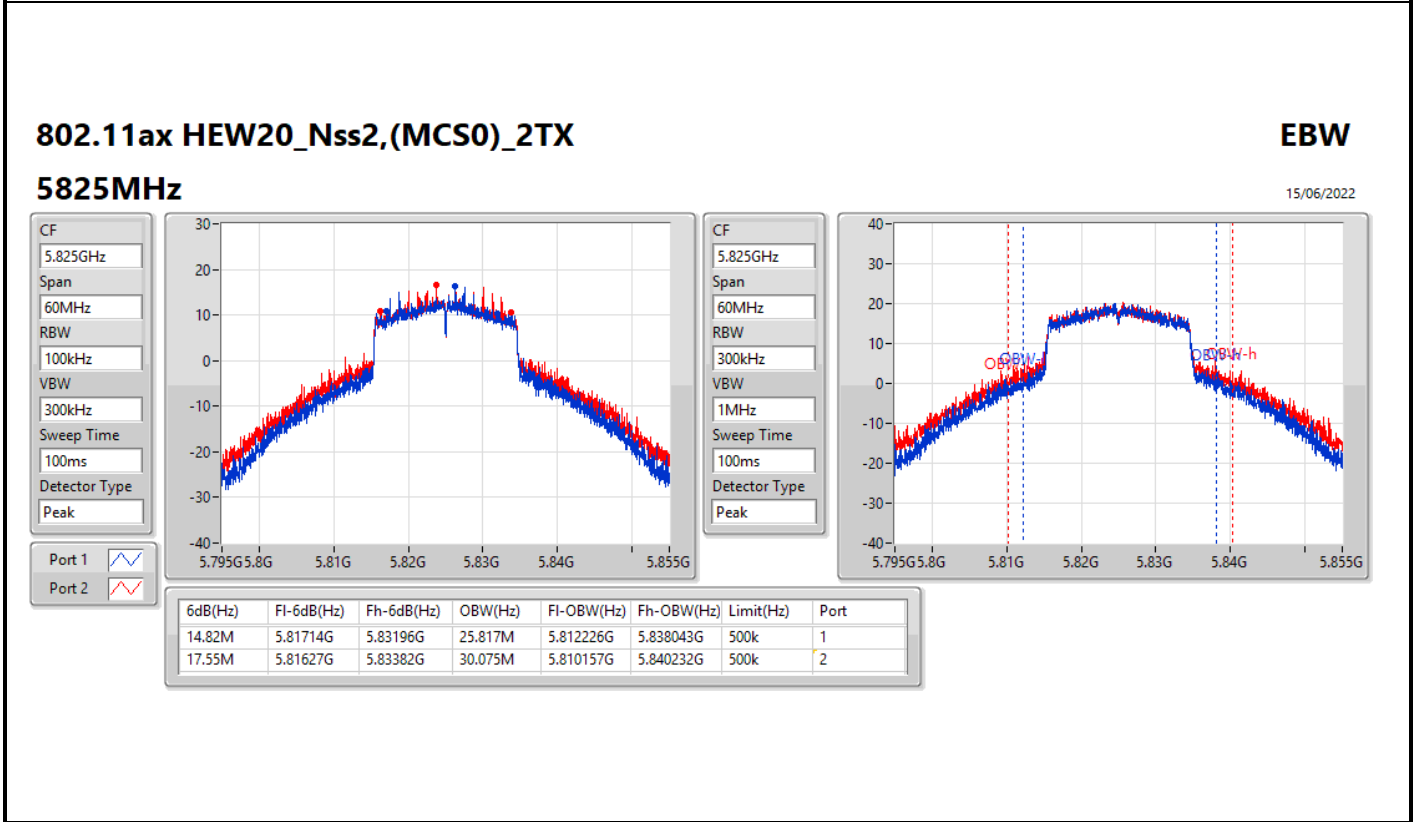 802.11ax HEW20_Nss2,(MCS0)_2TX EBW
5825MHz 15/06/2022
CF
5.825GHz
Span
60MHz
RBW
100kHz
VBW
300kHz
Sweep Time
100ms
Detector Type
Peak
Port 1
Port 2
30
20
10
0
-10
-20
-30
-40
5.795G 5.8G 5.81G 5.82G 5.83G 5.84G 5.855G
CF
5.825GHz
Span
60MHz
RBW
300kHz
VBW
1MHz
Sweep Time
100ms
Detector Type
Peak
40
30
20
10
0
-10
-20
-30
-40
OBW-h
5.795G 5.8G 5.81G 5.82G 5.83G 5.84G 5.855G
6dB(Hz) Fl-6dB(Hz) Fh-6dB(Hz) OBW(Hz) Fl-OBW(Hz) Fh-OBW(Hz) Limit(Hz) Port
14.82M 5.81714G 5.83196G 25.817M 5.812226G 5.838043G 500k 1
17.55M 5.81627G 5.83382G 30.075M 5.810157G 5.840232G 500k 2